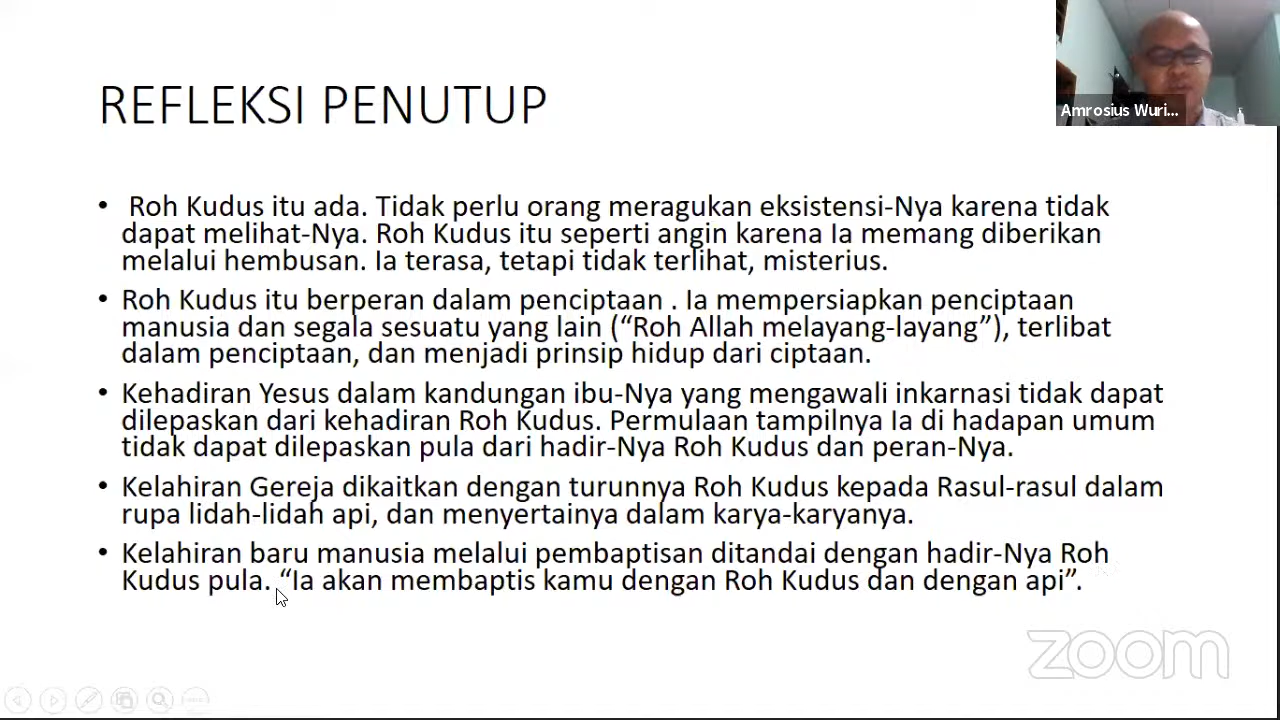 REFLEKSI PENUTUP
Amrosius Wuri...
• Roh Kudus itu ada. Tidak perlu orang meragukan eksistensi-Nya karena tidak
dapat melihat-Nya. Roh Kudus itu seperti angin karena Ia memang diberikan
melalui hembusan. Ia terasa, tetapi tidak terlihat, misterius.
• Roh Kudus itu berperan dalam penciptaan . Ia mempersiapkan penciptaan
manusia dan segala sesuatu yang lain (“Roh Allah melayang-layang”), terlibat
dalam penciptaan, dan menjadi prinsip hidup dari ciptaan.
• Kehadiran Yesus dalam kandungan ibu-Nya yang mengawali inkarnasi tidak dapat
dilepaskan dari kehadiran Roh Kudus. Permulaan tampilnya Ia di hadapan umum
tidak dapat dilepaskan pula dari hadir-Nya Roh Kudus dan peran-Nya.
• Kelahiran Gereja dikaitkan dengan turunnya Roh Kudus kepada Rasul-rasul dalam
rupa lidah-lidah api, dan menyertainya dalam karya-karyanya.
• Kelahiran baru manusia melalui pembaptisan ditandai dengan hadir-Nya Roh
Kudus pula. “Ia akan membaptis kamu dengan Roh Kudus dan dengan api”.
zoom